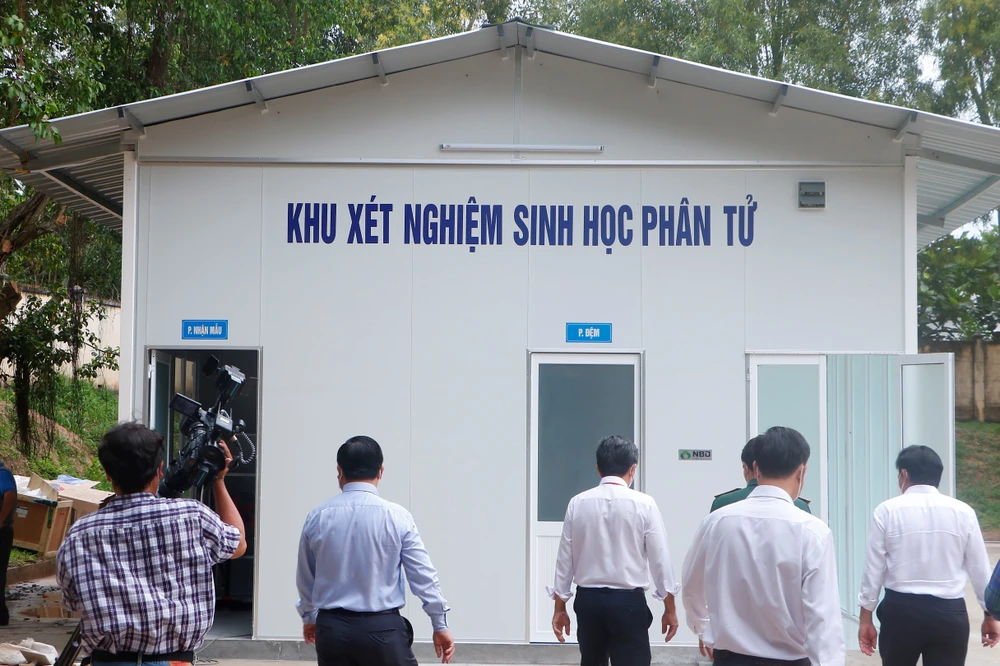 KHU XÉT NGHIỆM SINH HỌC PHÂN TỬ
P. NHẬN MẪU
P. ĐỆM
NBD